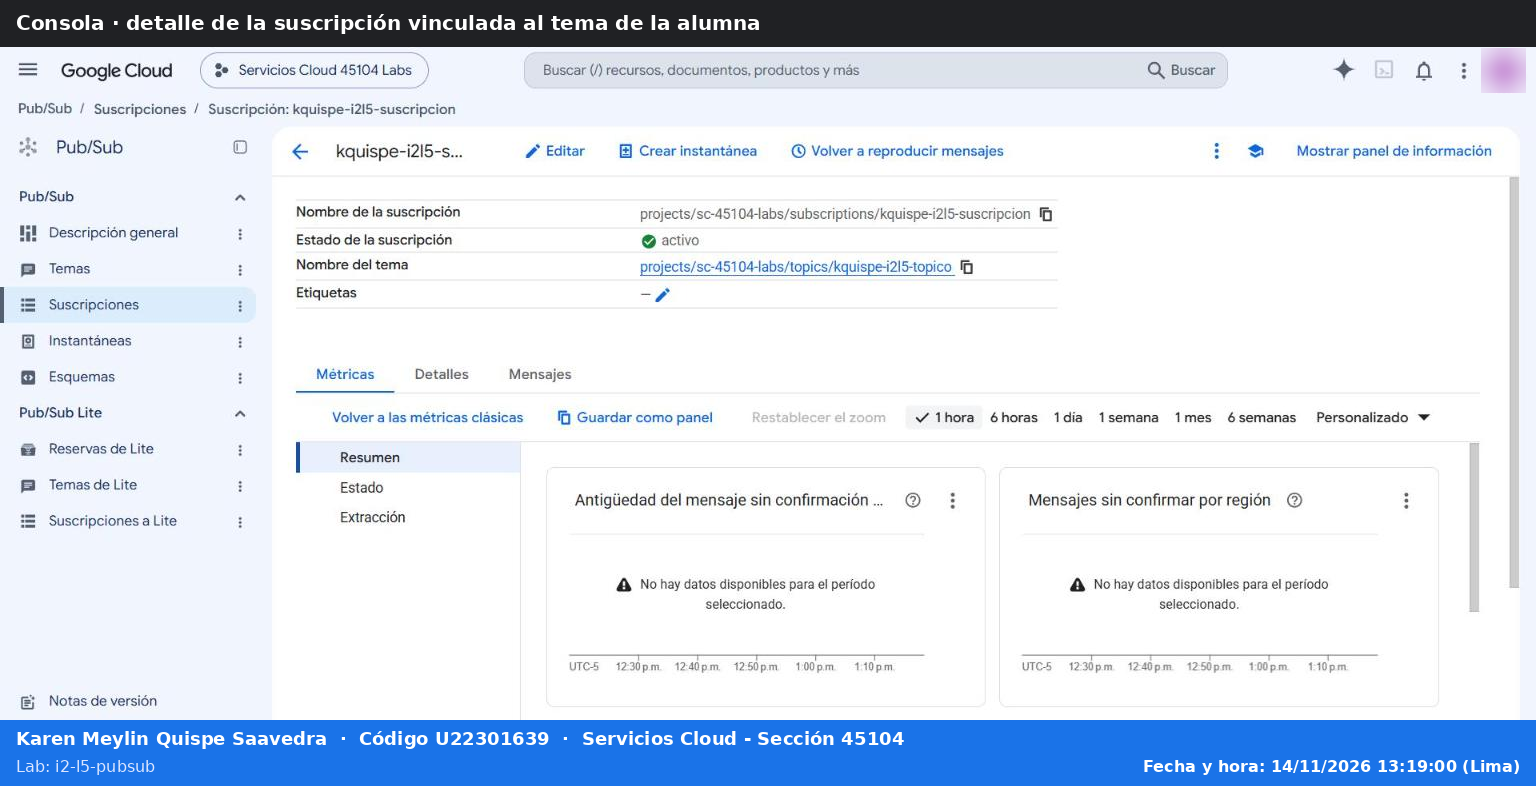 Consola · detalle de la suscripción vinculada al tema de la alumna
Google Cloud
Servicios Cloud 45104 Labs
Buscar (/) recursos, documentos, productos y más
Buscar
Pub/Sub / Suscripciones / Suscripción: kquispe-i2l5-suscripcion
Pub/Sub
kquispe-i2l5-s...
Editar
Crear instantánea
Volver a reproducir mensajes
Mostrar panel de información
Pub/Sub
Descripción general
Temas
Suscripciones
Instantáneas
Esquemas
Pub/Sub Lite
Reservas de Lite
Temas de Lite
Suscripciones a Lite
Notas de versión
Nombre de la suscripción projects/sc-45104-labs/subscriptions/kquispe-i2l5-suscripcion
Estado de la suscripción activo
Nombre del tema projects/sc-45104-labs/topics/kquispe-i2l5-topico
Etiquetas —
Métricas Detalles Mensajes
Volver a las métricas clásicas Guardar como panel Restablecer el zoom 1 hora 6 horas 1 día 1 semana 1 mes 6 semanas Personalizado
Resumen
Estado
Extracción
Antigüedad del mensaje sin confirmación ...
No hay datos disponibles para el período
seleccionado.
UTC-5 12:30 p.m. 12:40 p.m. 12:50 p.m. 1:00 p.m. 1:10 p.m.
Mensajes sin confirmar por región
No hay datos disponibles para el período
seleccionado.
UTC-5 12:30 p.m. 12:40 p.m. 12:50 p.m. 1:00 p.m. 1:10 p.m.
Karen Meylin Quispe Saavedra · Código U22301639 · Servicios Cloud - Sección 45104
Lab: i2-l5-pubsub
Fecha y hora: 14/11/2026 13:19:00 (Lima)